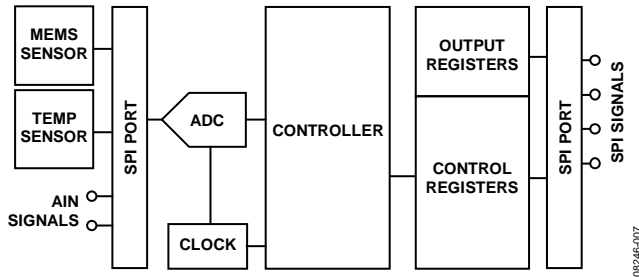 MEMS
SENSOR
TEMP
SENSOR
AIN
SIGNALS
SPI PORT
ADC
CLOCK
CONTROLLER
OUTPUT
REGISTERS
CONTROL
REGISTERS
SPI PORT
SPI SIGNALS
08246-007